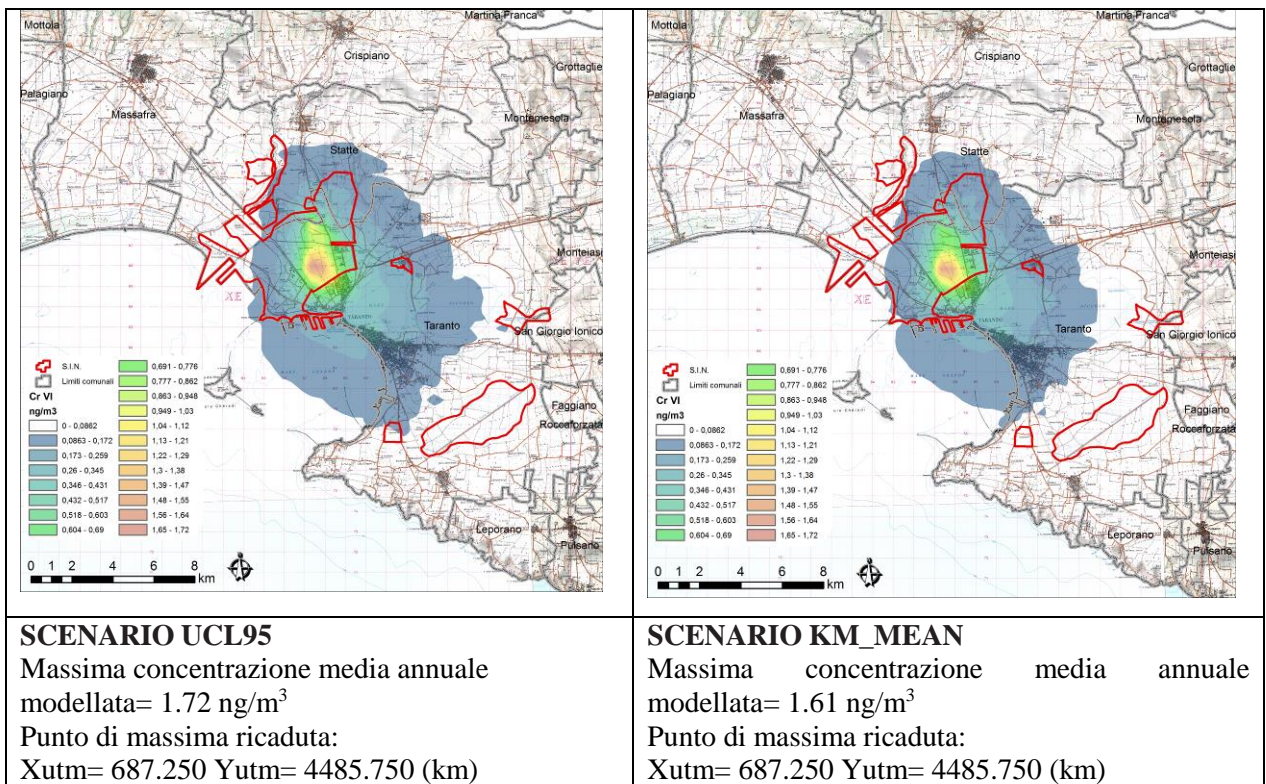 Mottola
Martina Franca
Crispiano
Grottaglie
Palagiano
Massafra
Montemesola
Statte
Monteiasi
XE
TARANTO
Taranto
San Giorgio Ionico
Faggiano
Roccaforzata
Leporano
Pulsano
S.I.N.
Limiti comunali
Cr VI
ng/m3
0 - 0,0862
0,0863 - 0,172
0,173 - 0,259
0,26 - 0,345
0,346 - 0,431
0,432 - 0,517
0,518 - 0,603
0,604 - 0,69
0,691 - 0,776
0,777 - 0,862
0,863 - 0,948
0,949 - 1,03
1,04 - 1,12
1,13 - 1,21
1,22 - 1,29
1,3 - 1,38
1,39 - 1,47
1,48 - 1,55
1,56 - 1,64
1,65 - 1,72
0 1 2 4 6 8
km
Mottola
Martina Franca
Crispiano
Grottaglie
Palagiano
Massafra
Montemesola
Statte
Monteiasi
XE
TARANTO
Taranto
San Giorgio Ionico
Faggiano
Roccaforzata
Leporano
Pulsano
S.I.N.
Limiti comunali
Cr VI
ng/m3
0 - 0,0862
0,0863 - 0,172
0,173 - 0,259
0,26 - 0,345
0,346 - 0,431
0,432 - 0,517
0,518 - 0,603
0,604 - 0,69
0,691 - 0,776
0,777 - 0,862
0,863 - 0,948
0,949 - 1,03
1,04 - 1,12
1,13 - 1,21
1,22 - 1,29
1,3 - 1,38
1,39 - 1,47
1,48 - 1,55
1,56 - 1,64
1,65 - 1,72
0 1 2 4 6 8
km
SCENARIO UCL95
Massima concentrazione media annuale
modellata= 1.72 ng/m³
Punto di massima ricaduta:
Xutm= 687.250 Yutm= 4485.750 (km)
SCENARIO KM_MEAN
Massima concentrazione media annuale
modellata= 1.61 ng/m³
Punto di massima ricaduta:
Xutm= 687.250 Yutm= 4485.750 (km)